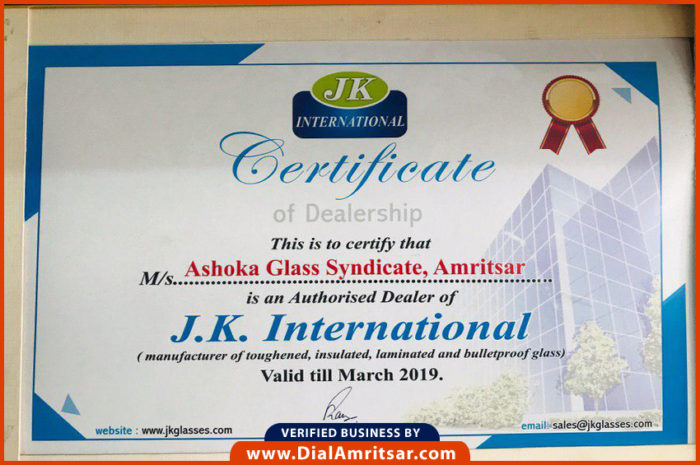 JK
INTERNATIONAL
Certificate
of Dealership
This is to certify that
M/s. Ashoka Glass Syndicate, Amritsar
is an Authorised Dealer of
J.K. International
( manufacturer of toughened, insulated, laminated and bulletproof glass)
Valid till March 2019.
website : www.jkglasses.com
email: sales@jkglasses.com
VERIFIED BUSINESS BY
www.DialAmritsar.com